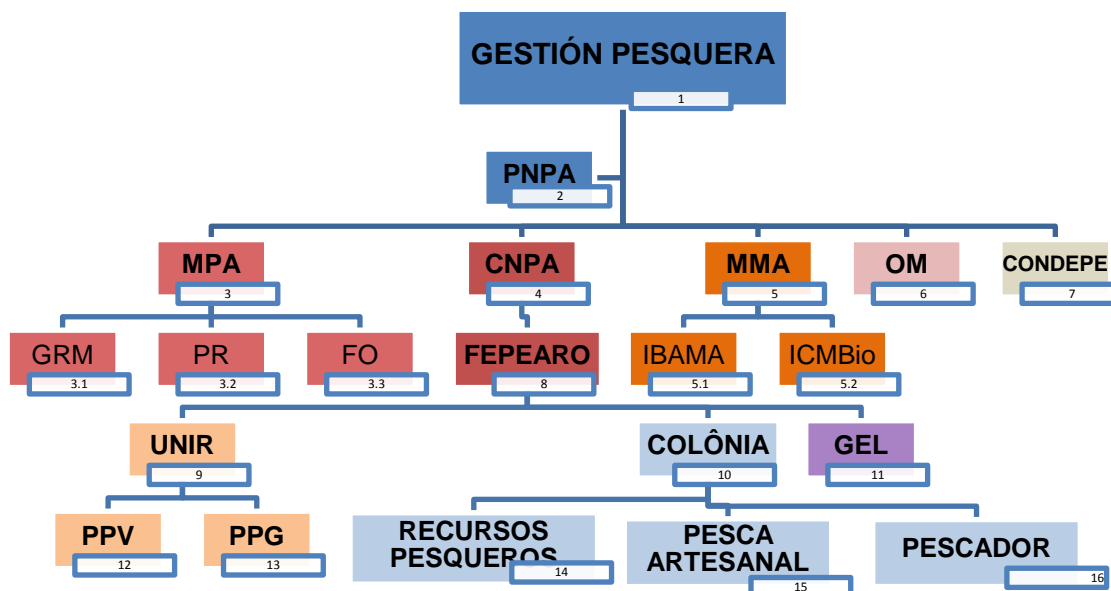 GESTIÓN PESQUERA
1
PNPA
2
MPA
3
CNPA
4
MMA
5
OM
6
CONDEPE
7
GRM
3.1
PR
3.2
FO
3.3
FEPEARO
8
IBAMA
5.1
ICMBio
5.2
UNIR
9
COLÔNIA
10
GEL
11
PPV
12
PPG
13
RECURSOS
PESQUEROS
14
PESCA
ARTESANAL
15
PESCADOR
16